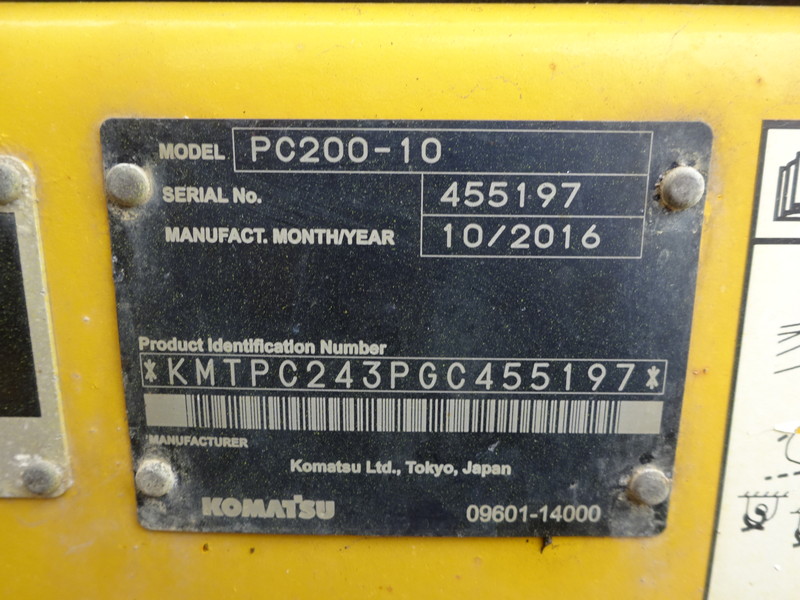 MODEL PC200-10
SERIAL No. 455197
MANUFACT. MONTH/YEAR 10/2016
Product Identification Number
*KMTPC243PGC455197*
MANUFACTURER
Komatsu Ltd., Tokyo, Japan
KOMATSU 09601-14000